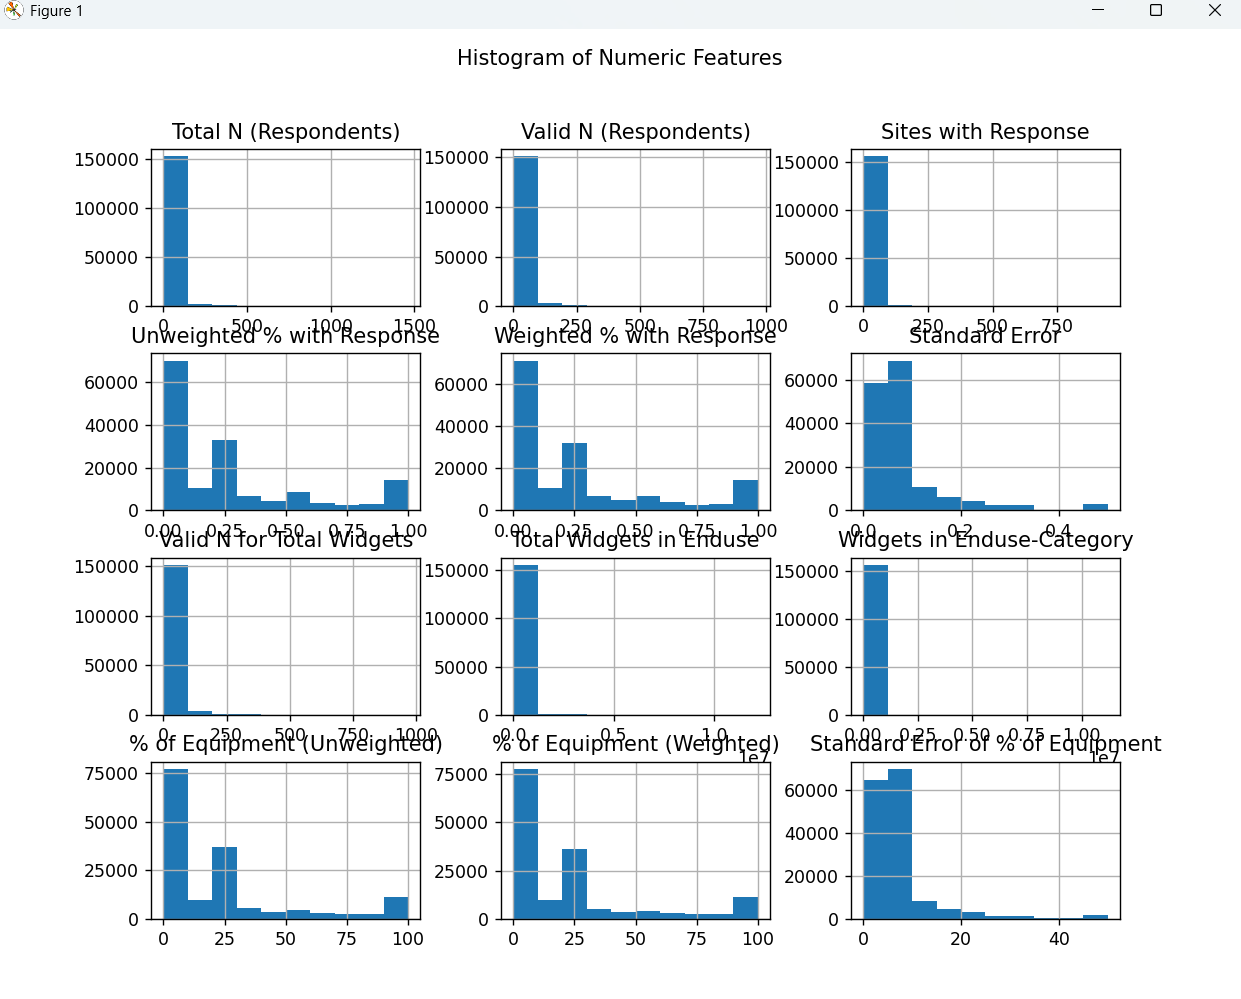 Figure 1
Histogram of Numeric Features
Total N (Respondents)
150000
100000
50000
0
0 500 1000 1500
Valid N (Respondents)
150000
100000
50000
0
0 250 500 750 1000
Sites with Response
150000
100000
50000
0
0 250 500 750
Unweighted % with Response
60000
40000
20000
0
0.00 0.25 0.50 0.75 1.00
Weighted % with Response
60000
40000
20000
0
0.00 0.25 0.50 0.75 1.00
Standard Error
60000
40000
20000
0
0.0 0.2 0.4
Valid N for Total Widgets
150000
100000
50000
0
0 250 500 750 1000
Total Widgets in Enduse
150000
100000
50000
0
0.0 0.5 1.0
1e7
Widgets in Enduse-Category
150000
100000
50000
0
0.00 0.25 0.50 0.75 1.00
1e7
% of Equipment (Unweighted)
75000
50000
25000
0
0 25 50 75 100
% of Equipment (Weighted)
75000
50000
25000
0
0 25 50 75 100
Standard Error of % of Equipment
60000
40000
20000
0
0 20 40